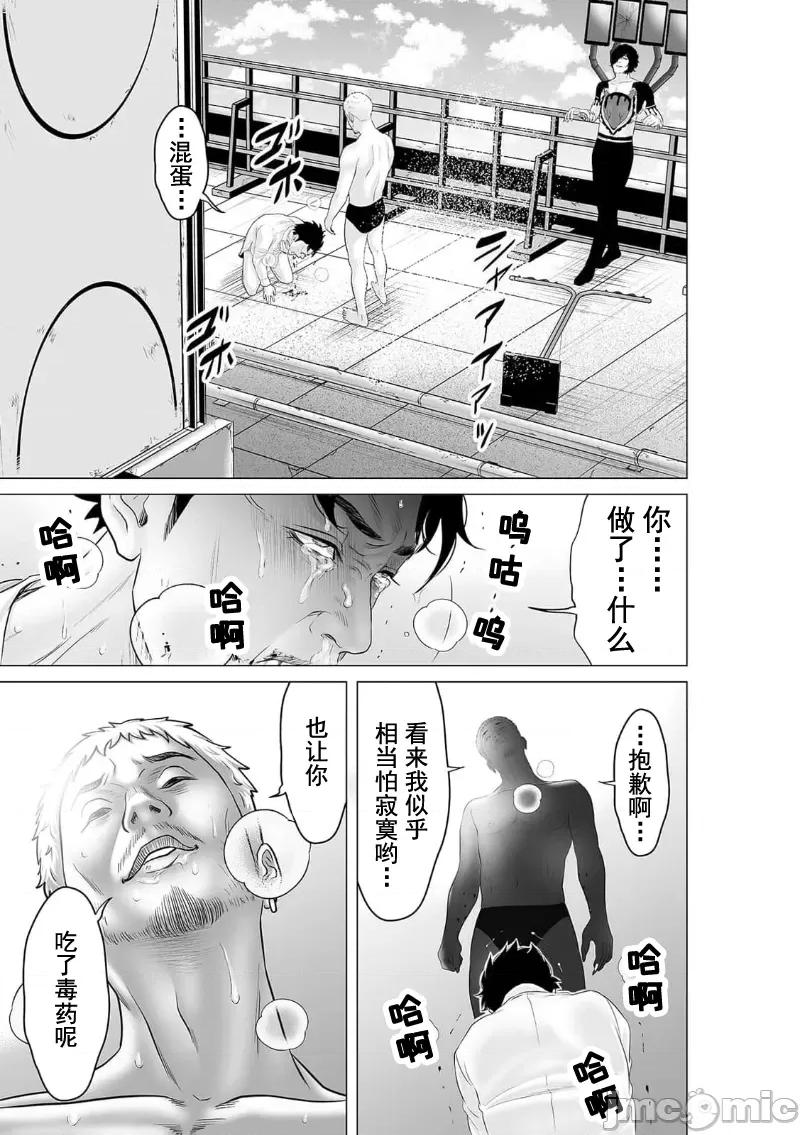 …混蛋…
ゴホ
ゴホ
シャアアアッ
你……
做了…什么
呜
咕
呜
哈啊
哈啊
…抱歉啊…
看来我似乎
相当怕寂寞哟…
哈啊
哈啊
哈啊
也让你
吃了毒药呢
jmcomic